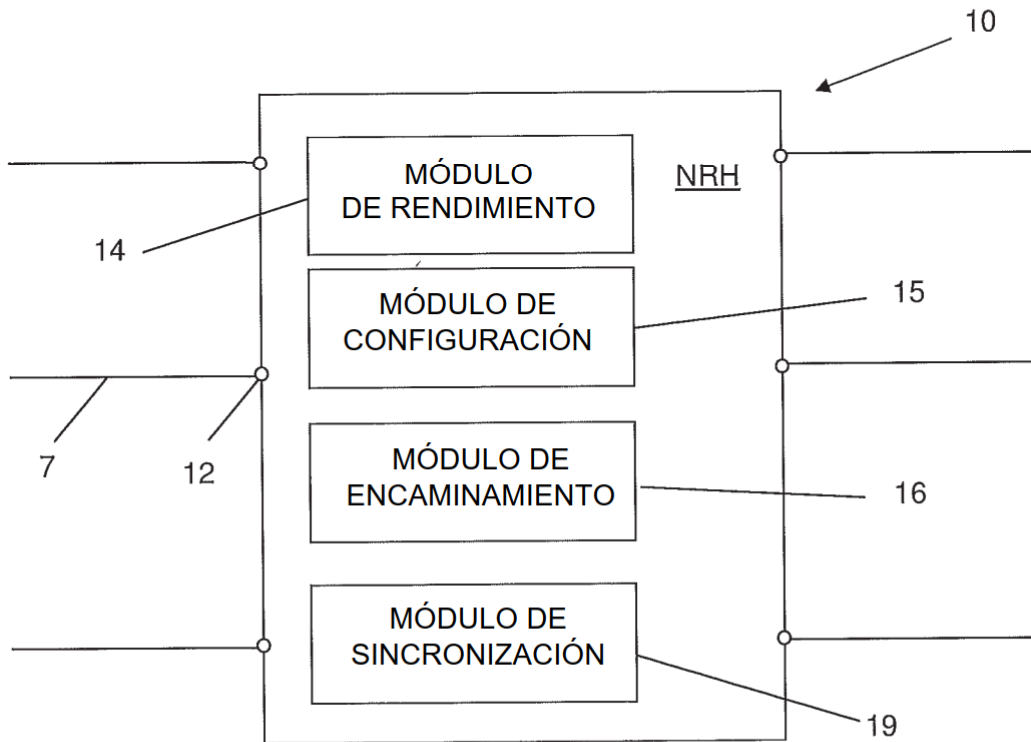 10
MÓDULO
DE RENDIMIENTO
NRH
14
MÓDULO DE
CONFIGURACIÓN
15
7
12
MÓDULO DE
ENCAMINAMIENTO
16
MÓDULO DE
SINCRONIZACIÓN
19